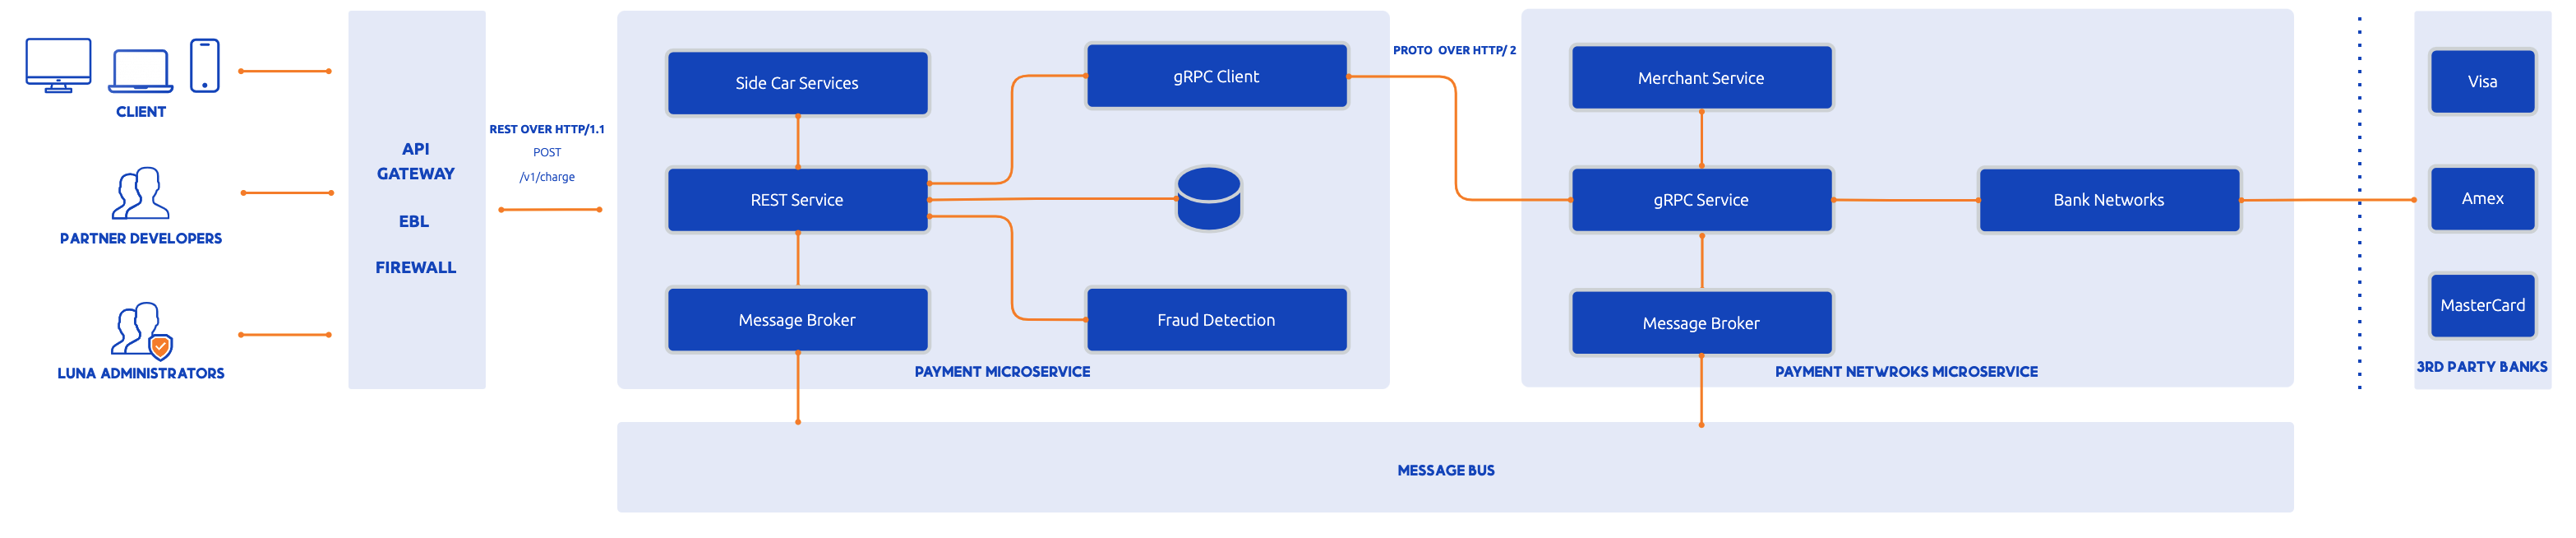 CLIENT
PARTNER DEVELOPERS
LUNA ADMINISTRATORS
API
GATEWAY
EBL
FIREWALL
REST OVER HTTP/1.1
POST
/v1/charge
Side Car Services
gRPC Client
REST Service
Message Broker
Fraud Detection
PAYMENT MICROSERVICE
PROTO OVER HTTP/ 2
Merchant Service
gRPC Service
Bank Networks
Message Broker
PAYMENT NETWROKS MICROSERVICE
Visa
Amex
MasterCard
3RD PARTY BANKS
MESSAGE BUS